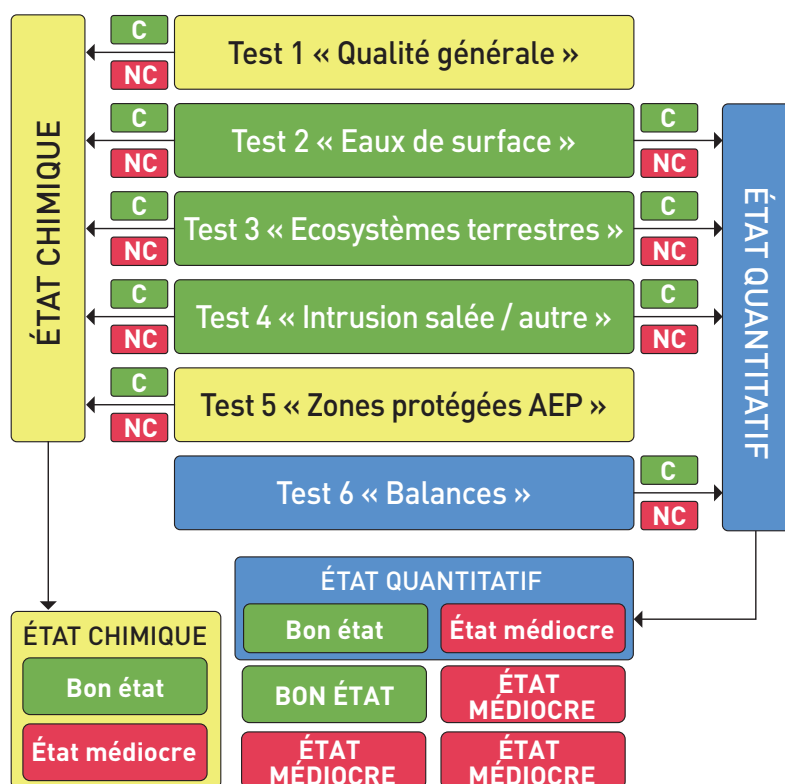 C
NC
Test 1 « Qualité générale »
C
NC
Test 2 « Eaux de surface »
C
NC
C
NC
Test 3 « Ecosystèmes terrestres »
C
NC
C
NC
Test 4 « Intrusion salée / autre »
C
NC
C
NC
Test 5 « Zones protégées AEP »
Test 6 « Balances »
C
NC
ÉTAT CHIMIQUE
ÉTAT QUANTITATIF
ÉTAT QUANTITATIF
Bon état
État médiocre
ÉTAT CHIMIQUE
Bon état
État médiocre
BON ÉTAT
ÉTAT
MÉDIOCRE
ÉTAT
MÉDIOCRE
ÉTAT
MÉDIOCRE